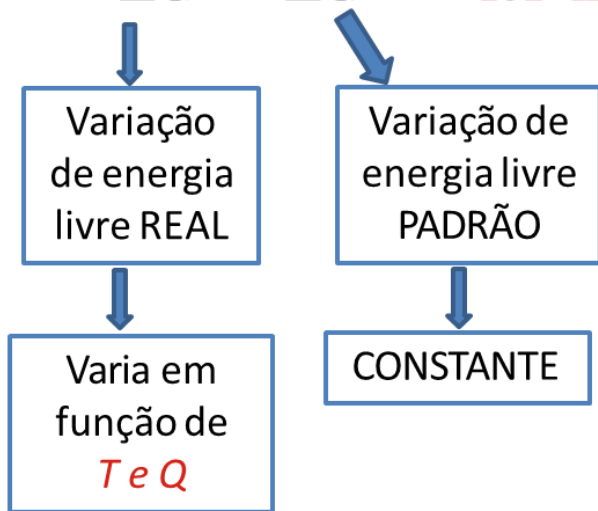 Variação
de energia
livre REAL
Variação de
energia livre
PADRÃO
Varia em
função de
T e Q
CONSTANTE